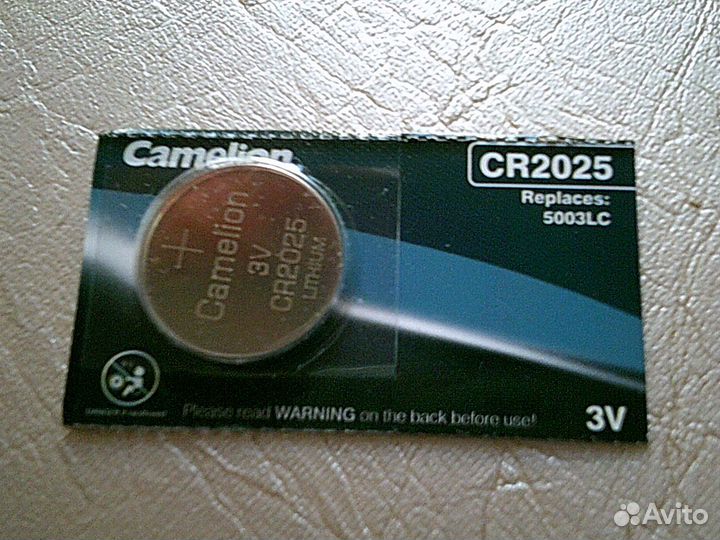 Camelion
CR2025
Replaces:
5003LC
+
Camelion
3V
CR2025
LITHIUM
Please read WARNING on the back before use!
3V
Avito